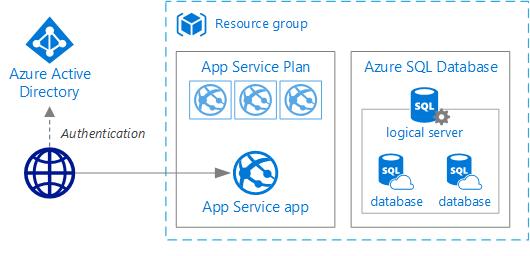 Resource group
Azure Active
Directory
Authentication
App Service Plan
App Service app
Azure SQL Database
SQL
logical server
SQL
SQL
database
database